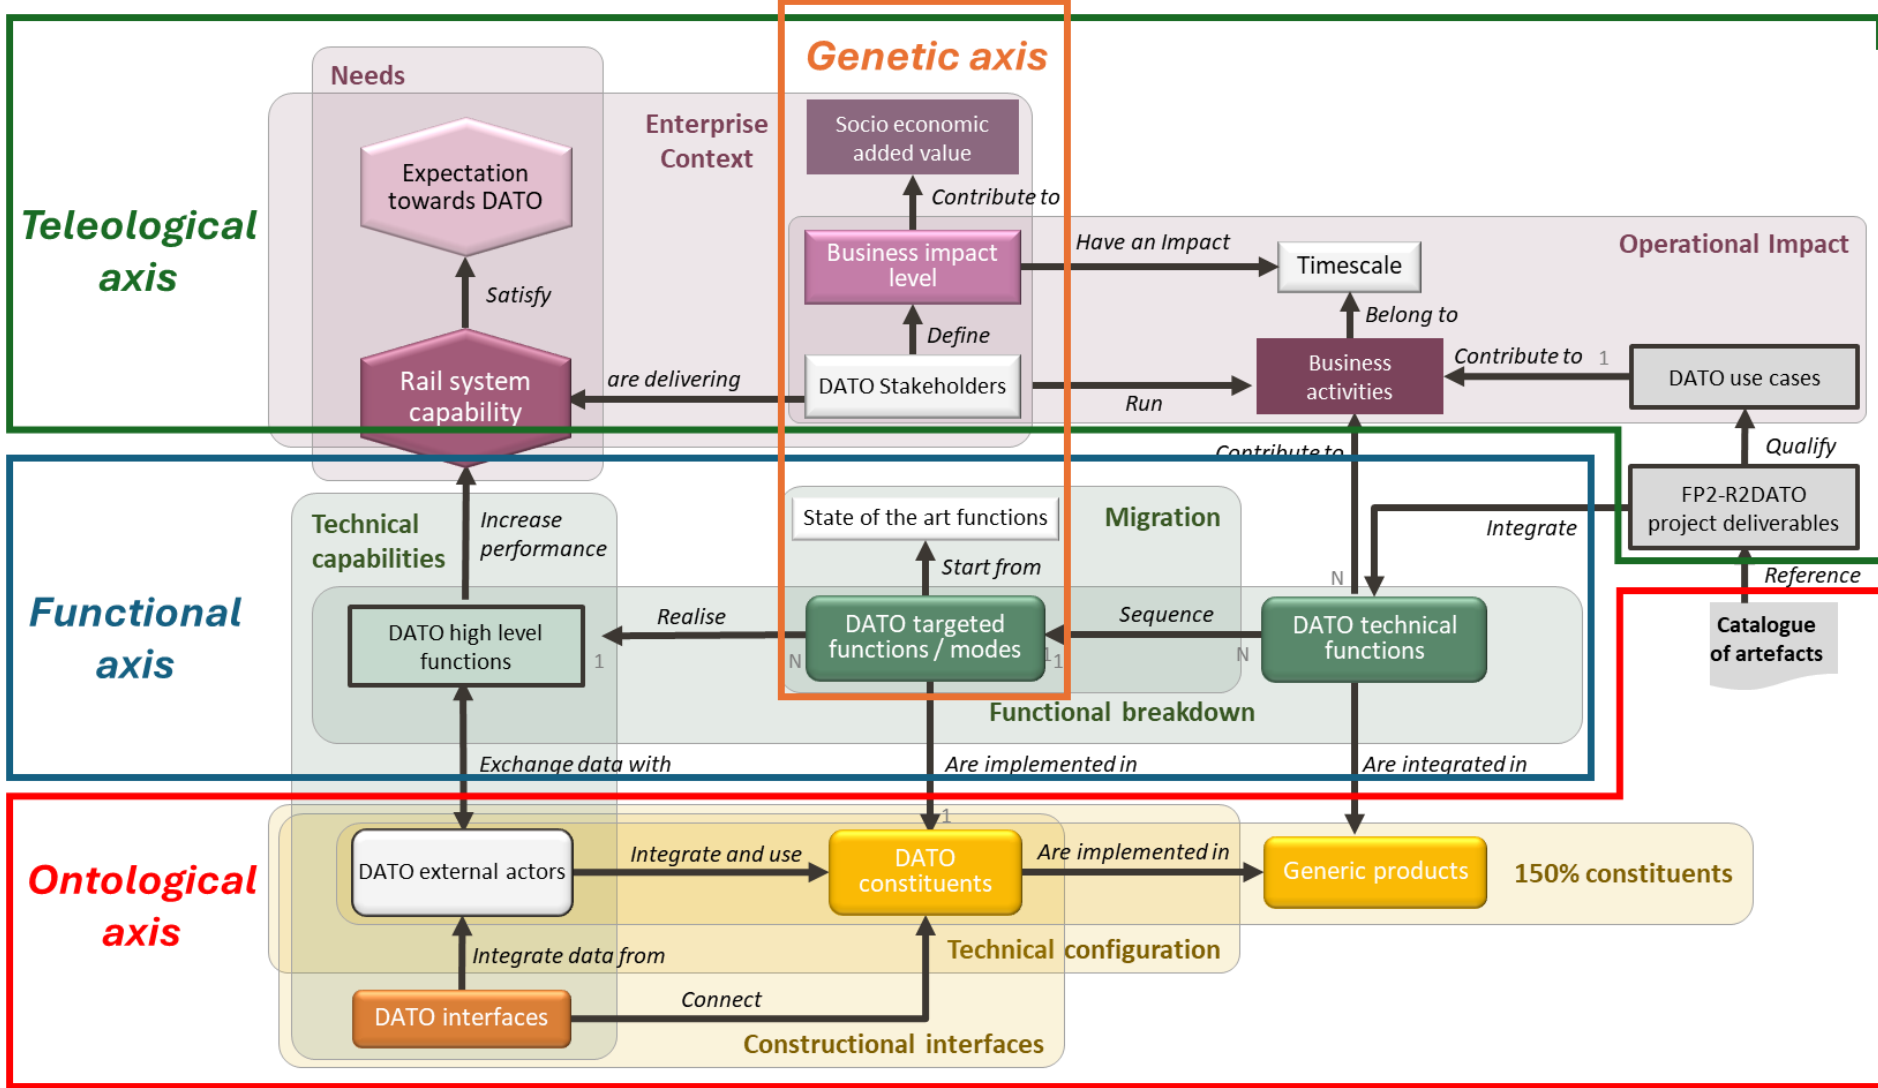 Genetic axis
Needs
Enterprise
Context
Socio economic
added value
Expectation
towards DATO
Contribute to
Teleological
axis
Business impact
level
Have an Impact
Timescale
Operational Impact
Satisfy
Define
Belong to
Rail system
capability
are delivering
DATO Stakeholders
Run
Business
activities
Contribute to
1
DATO use cases
Contribute to
Qualify
Technical
capabilities
Increase
performance
State of the art functions
Migration
Integrate
FP2-R2DATO
project deliverables
Start from
N
Reference
Functional
axis
DATO high level
functions
1
Realise
N
DATO targeted
functions / modes
1
1
Sequence
N
DATO technical
functions
Catalogue
of artefacts
Functional breakdown
Exchange data with
Are implemented in
Are integrated in
1
Ontological
axis
DATO external actors
Integrate and use
DATO
constituents
Are implemented in
Generic products
150% constituents
Integrate data from
Technical configuration
DATO interfaces
Connect
Constructional interfaces